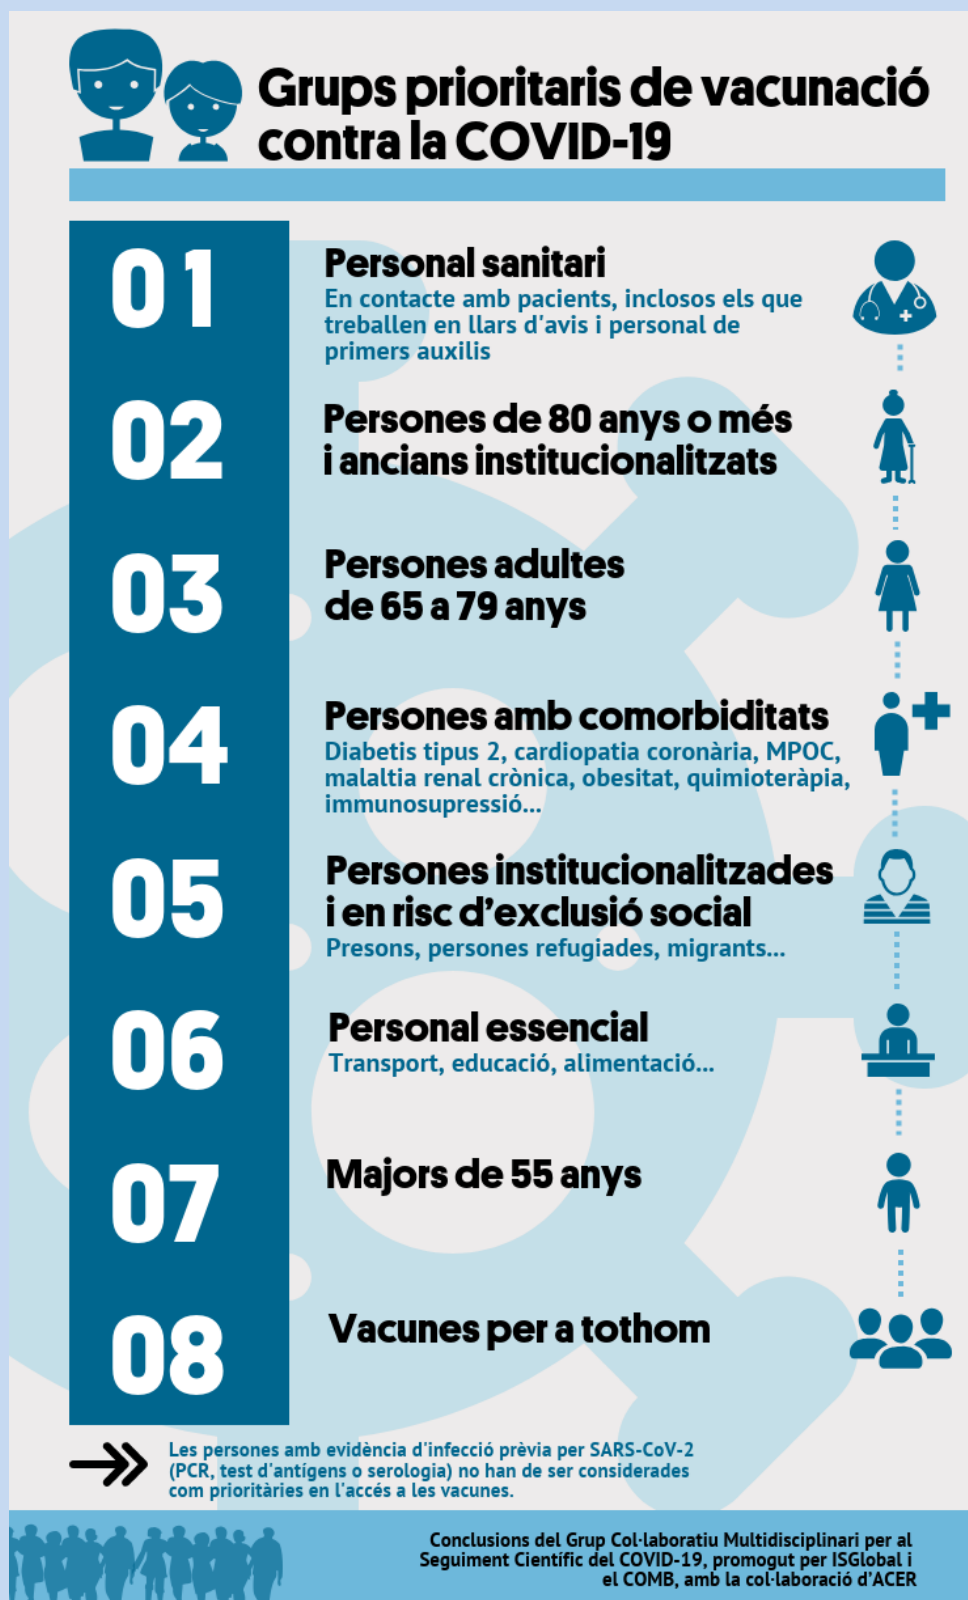 Grups prioritaris de vacunació
contra la COVID-19
01
Personal sanitari
En contacte amb pacients, inclosos els que
treballen en llars d'avis i personal de
primers auxilis
02
Persones de 80 anys o més
i ancians institucionalitzats
03
Persones adultes
de 65 a 79 anys
04
Persones amb comorbiditats
Diabetis tipus 2, cardiopatia coronària, MPOC,
malaltia renal crònica, obesitat, quimioteràpia,
immunosupressió...
05
Persones institucionalitzades
i en risc d’exclusió social
Presons, persones refugiades, migrants...
06
Personal essencial
Transport, educació, alimentació...
07
Majors de 55 anys
08
Vacunes per a tothom
Les persones amb evidència d'infecció prèvia per SARS-CoV-2
(PCR, test d'antígens o serologia) no han de ser considerades
com prioritàries en l'accés a les vacunes.
Conclusions del Grup Col·laboratiu Multidisciplinari per al
Seguiment Científic del COVID-19, promogut per ISGlobal i
el COMB, amb la col·laboració d’ACER